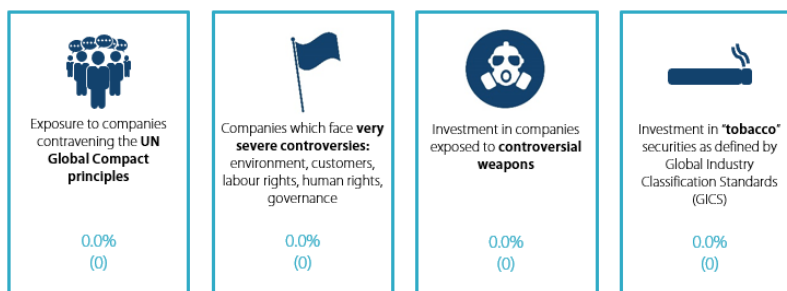 Exposure to companies
contravening the UN
Global Compact
principles
0.0%
(0)
Companies which face very
severe controversies:
environment, customers,
labour rights, human rights,
governance
0.0%
(0)
Investment in companies
exposed to controversial
weapons
0.0%
(0)
Investment in "tobacco"
securities as defined by
Global Industry
Classification Standards
(GICS)
0.0%
(0)